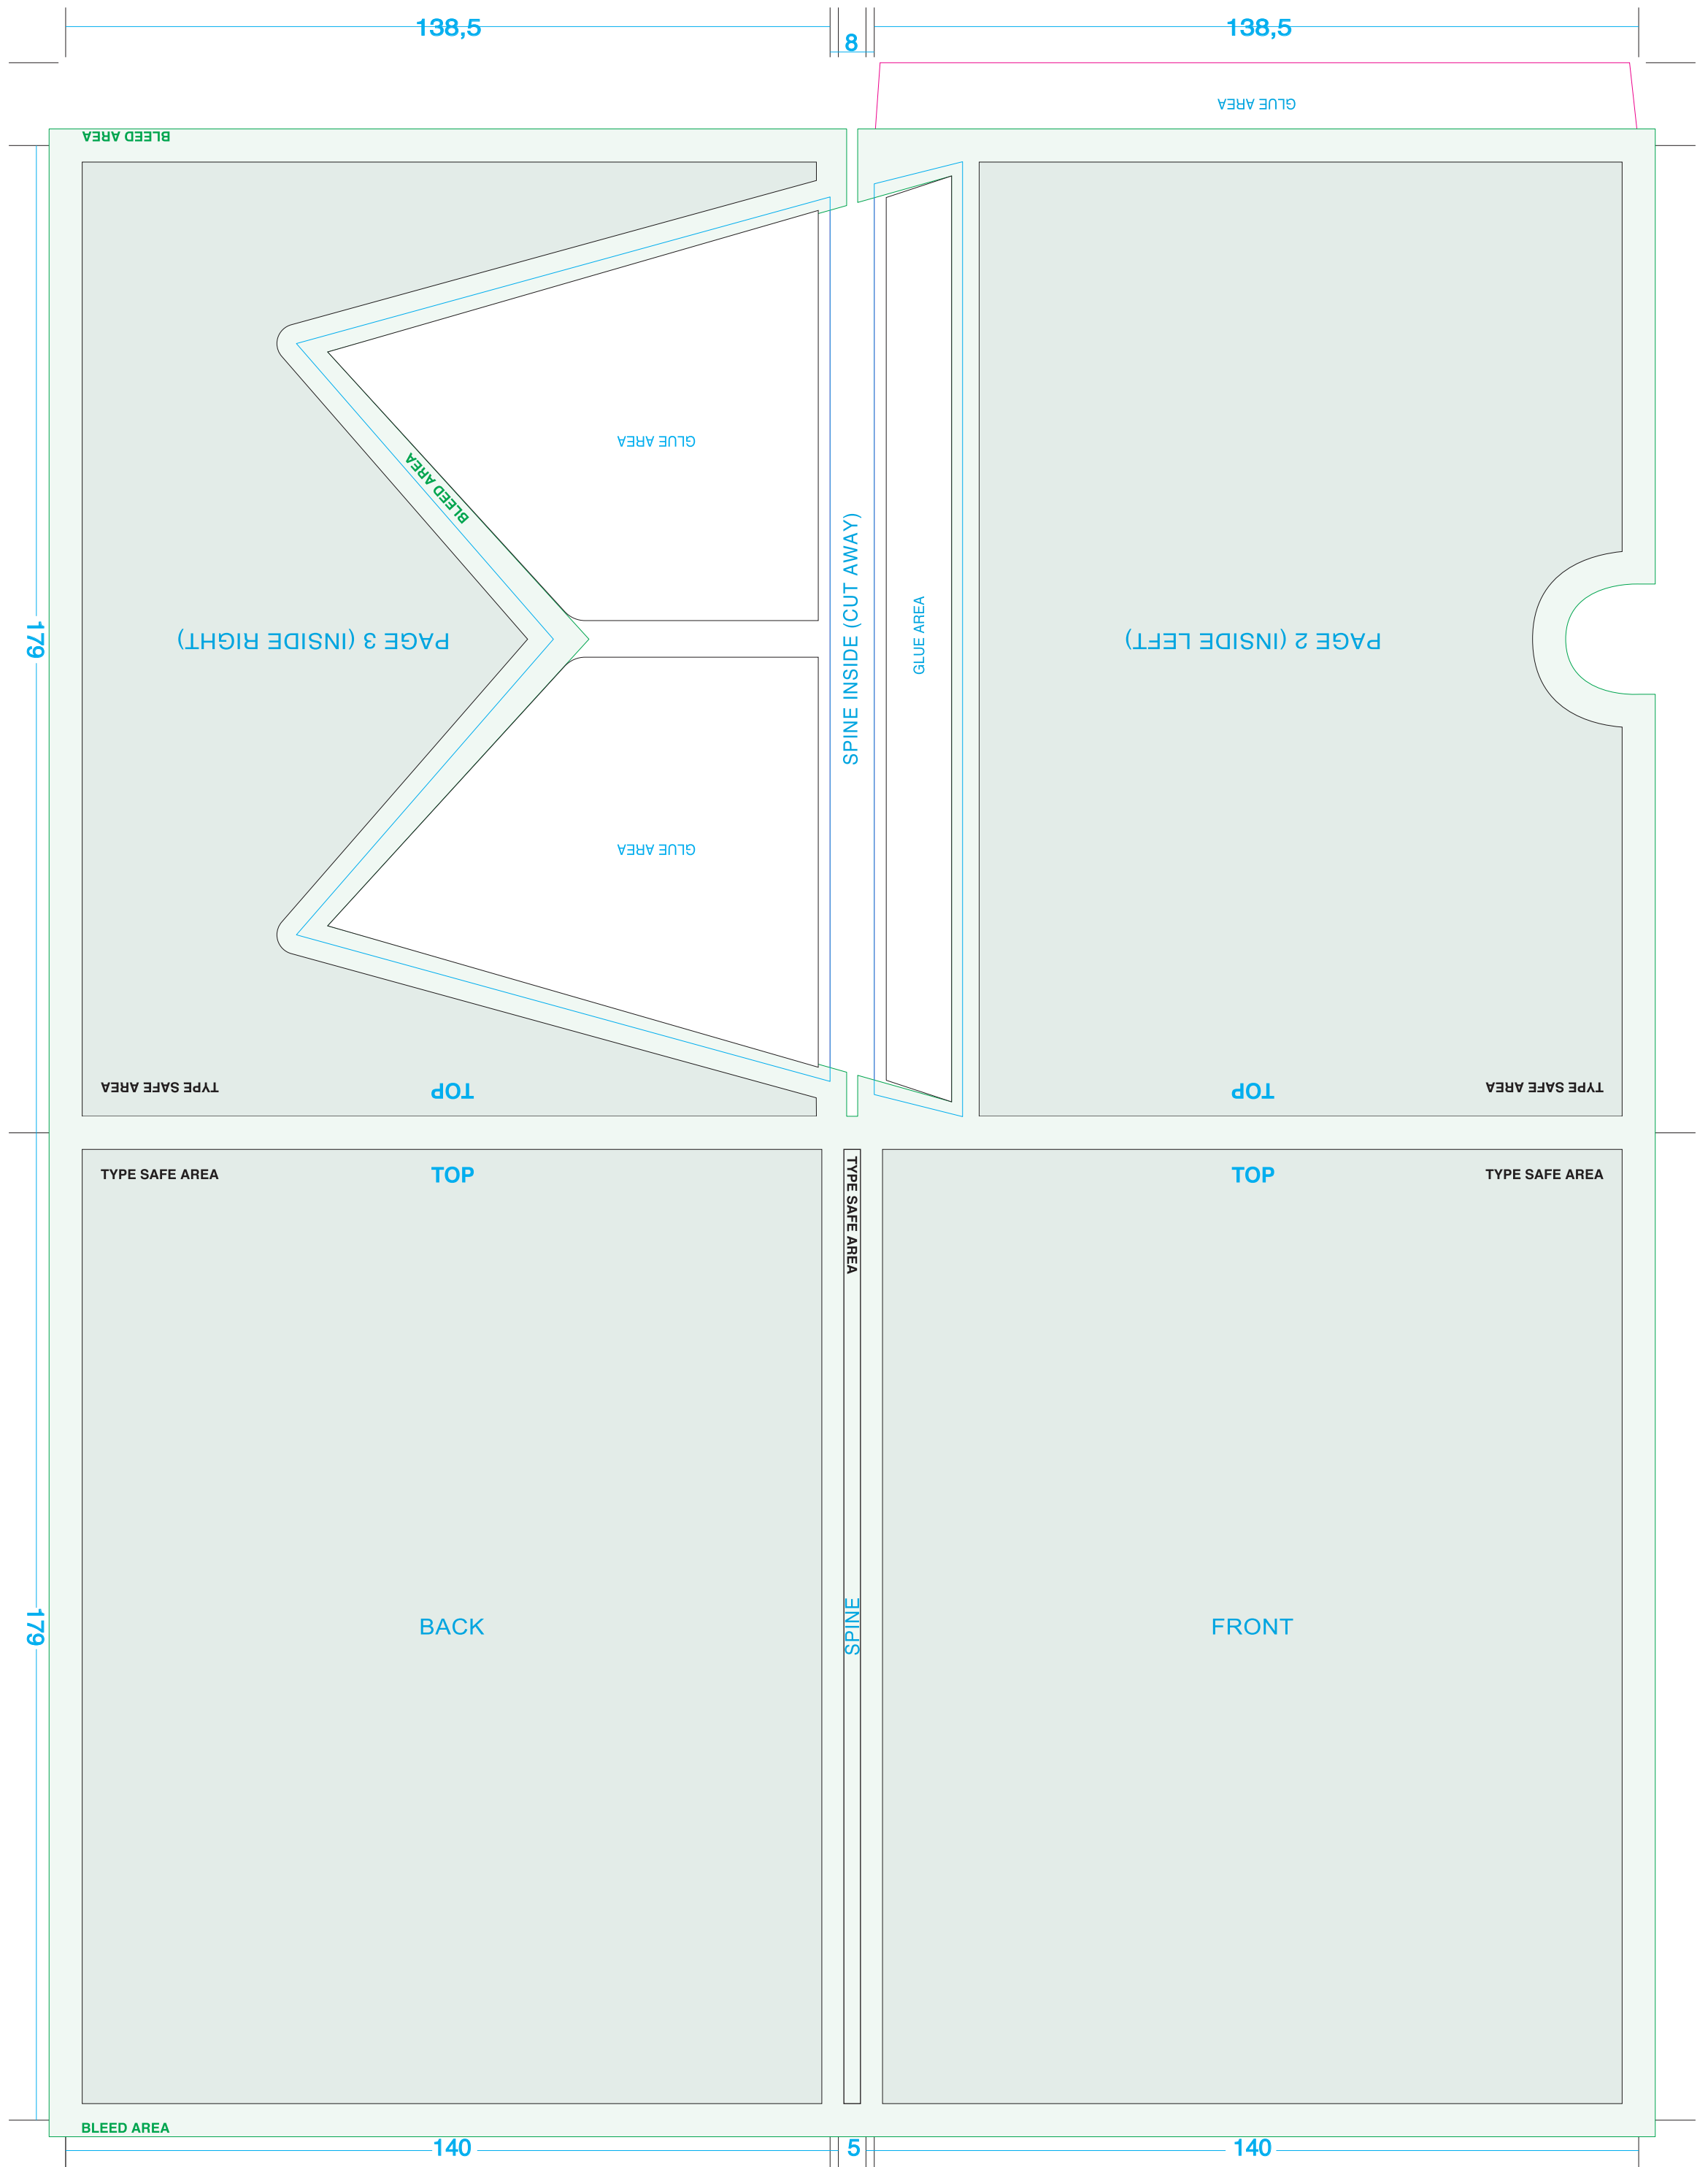 138,5
8
138,5
GLUE AREA
BLEED AREA
GLUE AREA
BLEED AREA
SPINE INSIDE (CUT AWAY)
GLUE AREA
179
PAGE 3 (INSIDE RIGHT)
PAGE 2 (INSIDE LEFT)
GLUE AREA
TYPE SAFE AREA
TOP
TOP
TYPE SAFE AREA
TYPE SAFE AREA
TOP
TYPE SAFE AREA
TOP
TYPE SAFE AREA
179
BACK
SPINE
FRONT
BLEED AREA
140
5
140